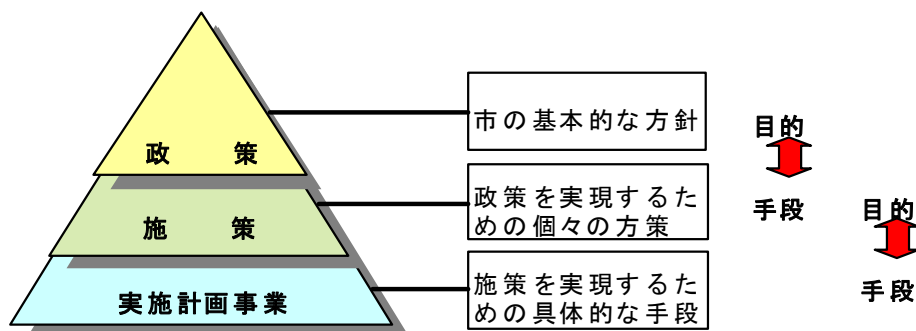 政　策
市の基本的な方針
目的
施　策
政策を実現するた
めの個々の方策
手段
目的
実施計画事業
施策を実現するた
めの具体的な手段
手段